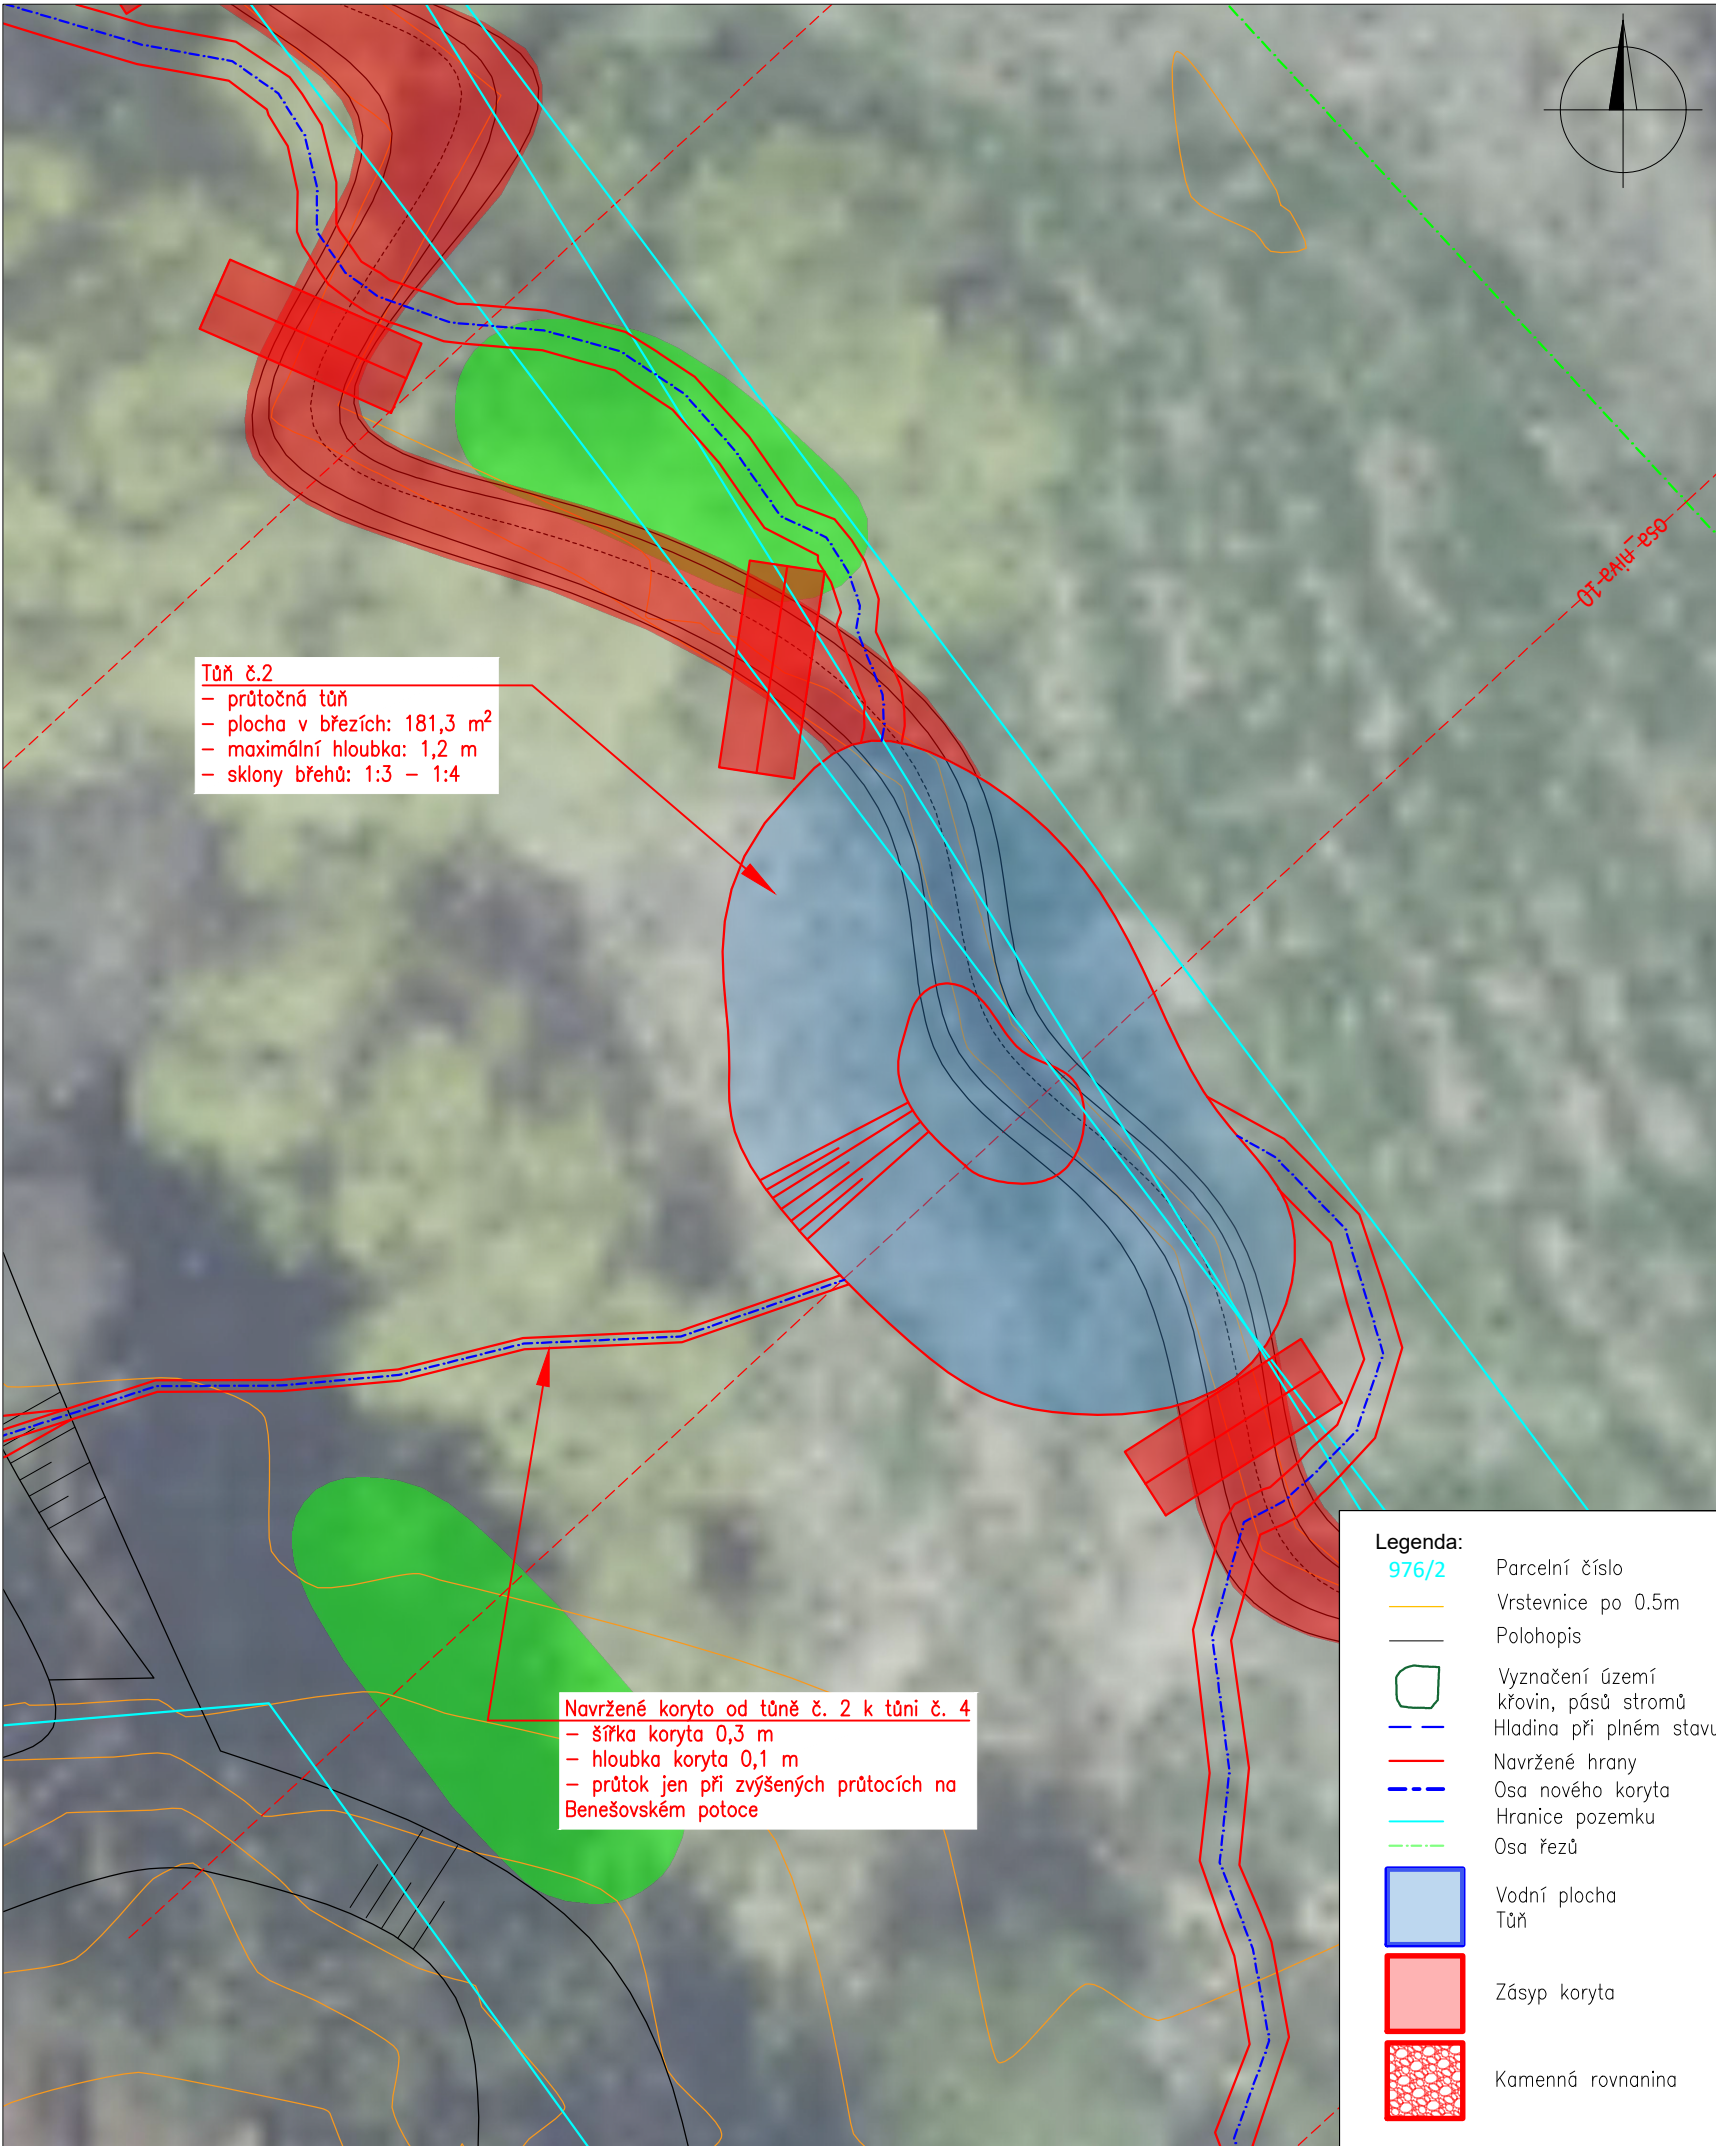 osa-niva-10
Tůň č.2
– průtočná tůň
– plocha v březích: 181,3 m²
– maximální hloubka: 1,2 m
– sklony břehů: 1:3 – 1:4
Navržené koryto od tůně č. 2 k tůni č. 4
– šířka koryta 0,3 m
– hloubka koryta 0,1 m
– průtok jen při zvýšených průtocích na
Benešovském potoce
Legenda:
976/2 Parcelní číslo
Vrstevnice po 0.5m
Polohopis
Vyznačení území
křovin, pásů stromů
Hladina při plném stavu
Navržené hrany
Osa nového koryta
Hranice pozemku
Osa řezů
Vodní plocha
Tůň
Zásyp koryta
Kamenná rovnanina